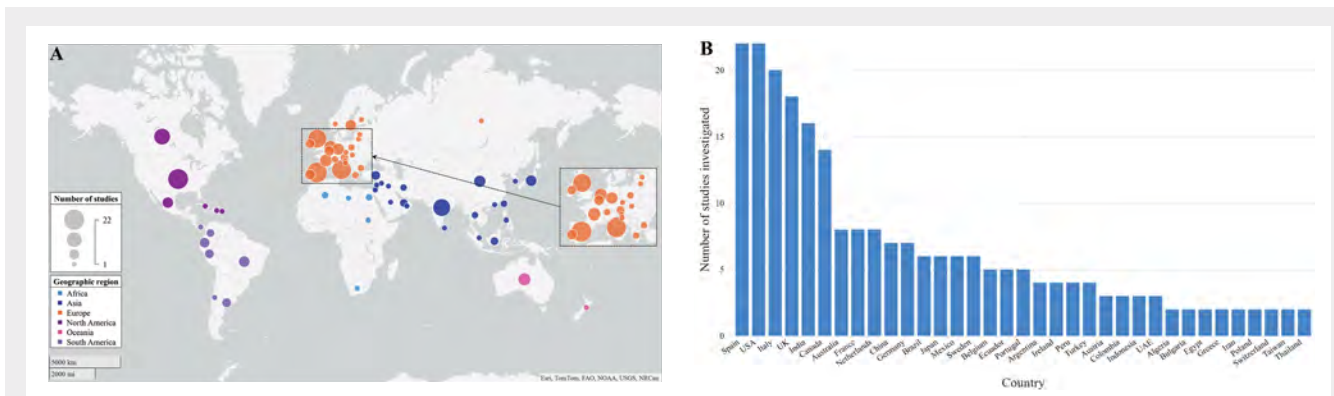 A
Number of studies
22
1
Geographic region
Africa
Asia
Europe
North America
Oceania
South America
5000 km
2000 mi
Esri, TomTom, FAO, NOAA, USGS, NRCan
B
Number of studies investigated
20
15
10
5
0
Spain
USA
Italy
UK
India
Canada
Australia
France
Netherlands
China
Germany
Brazil
Japan
Mexico
Sweden
Belgium
Ecuador
Portugal
Argentona
Ireland
Peru
Turkey
Austria
Colombia
Indonesia
UAE
Algeria
Bulgaria
Egypt
Greece
Iran
Poland
Switzerland
Taiwan
Thailand
Country